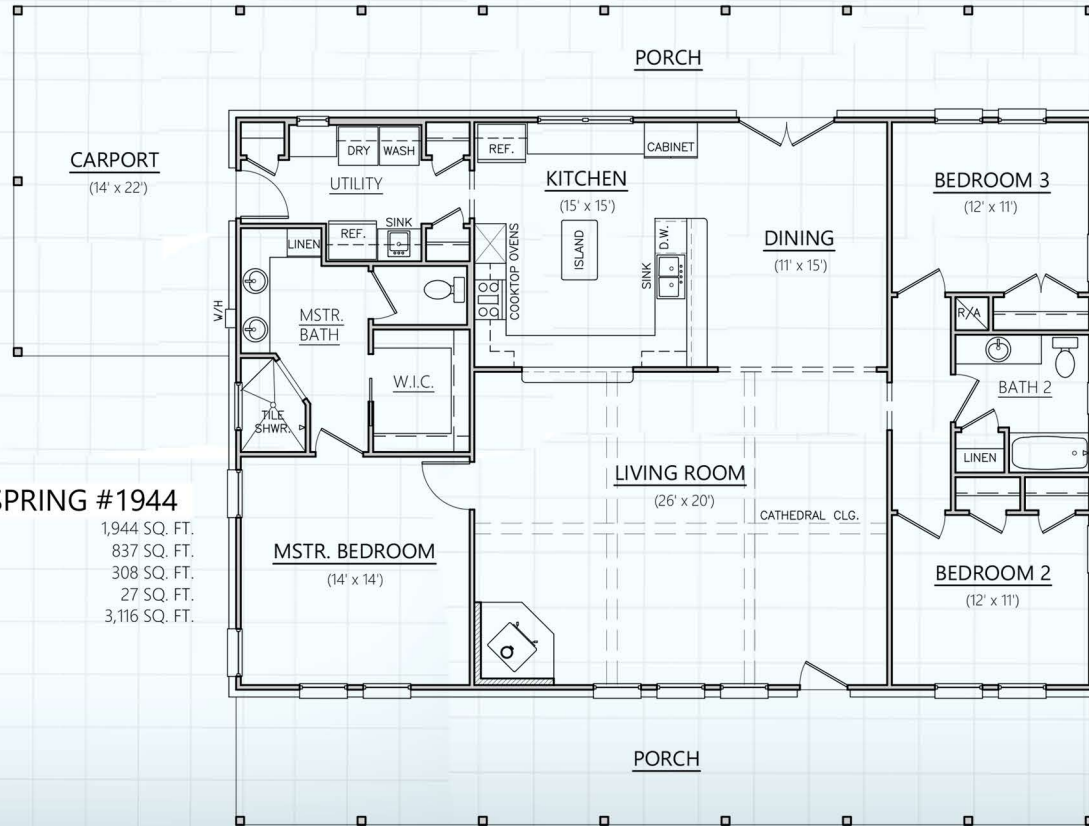 PORCH
CARPORT
(14' x 22')
DRY
WASH
UTILITY
REF.
SINK
LINEN
REF.
CABINET
KITCHEN
(15' x 15')
COOKTOP OVENS
ISLAND
SINK
D.W.
DINING
(11' x 15')
BEDROOM 3
(12' x 11')
R/A
BATH 2
LINEN
W/H
MSTR.
BATH
W.I.C.
TILE
SHWR.
LIVING ROOM
(26' x 20')
CATHEDRAL CLG.
SPRING #1944
1,944 SQ. FT.
837 SQ. FT.
308 SQ. FT.
27 SQ. FT.
3,116 SQ. FT.
MSTR. BEDROOM
(14' x 14')
BEDROOM 2
(12' x 11')
PORCH